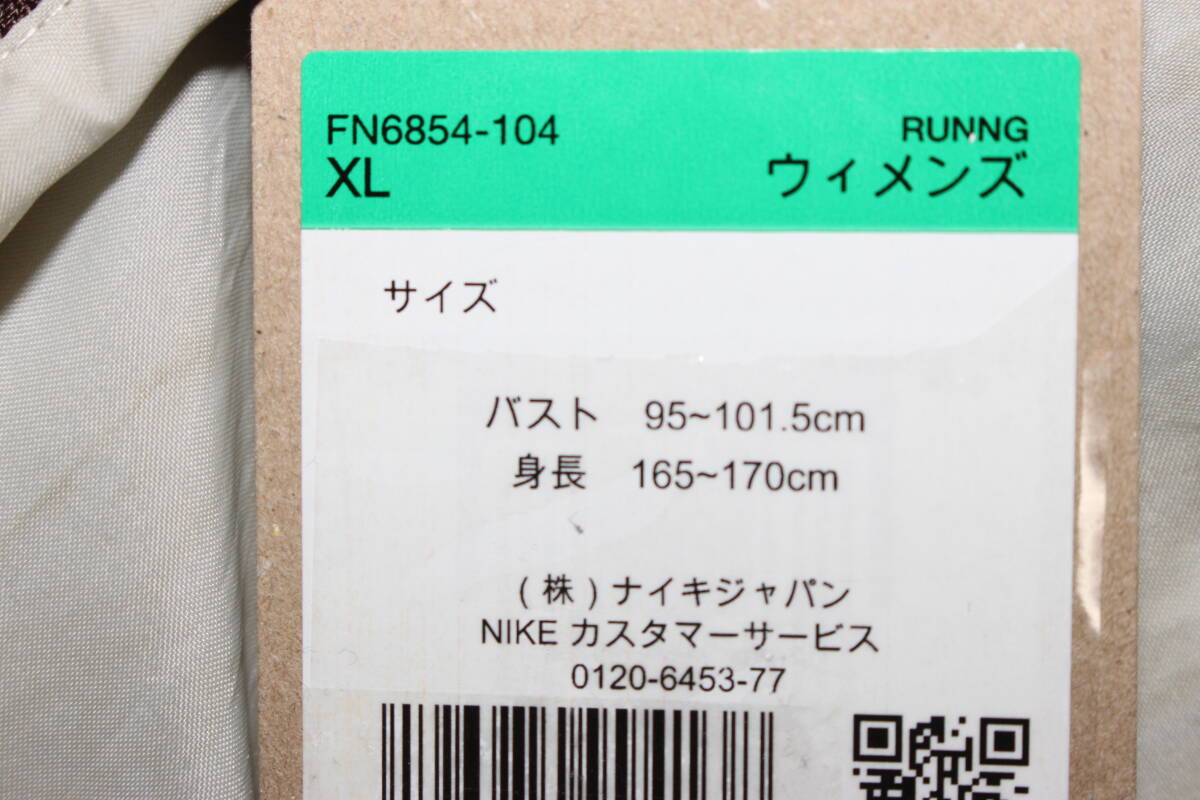 FN6854-104 RUNNG
XL ウィメンズ
サイズ
バスト 95~101.5cm
身長 165~170cm
(株)ナイキジャパン
NIKE カスタマーサービス
0120-6453-77